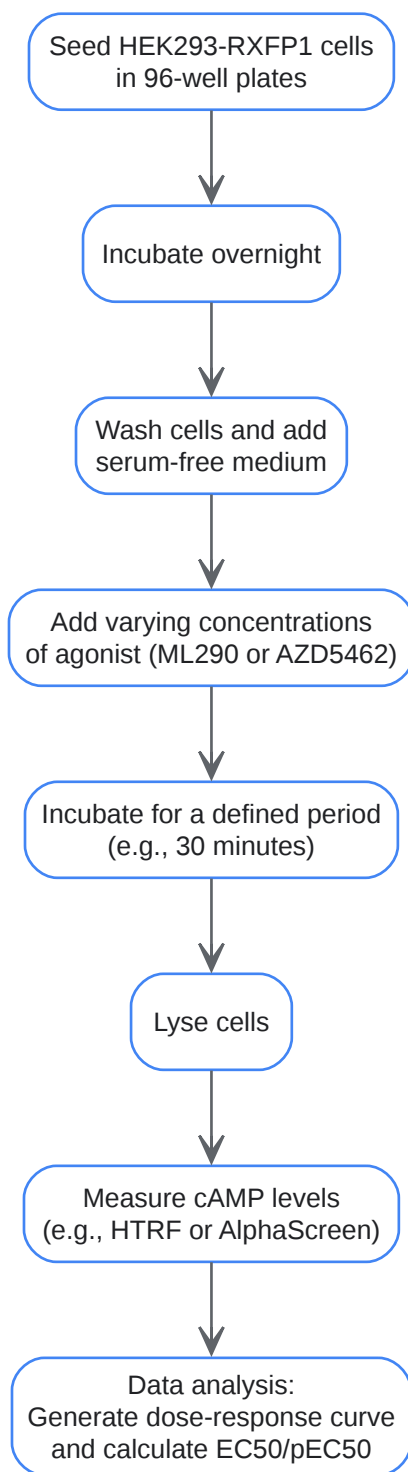 Seed HEK293-RXFP1 cells
in 96-well plates
Incubate overnight
Wash cells and add
serum-free medium
Add varying concentrations
of agonist (ML290 or AZD5462)
Incubate for a defined period
(e.g., 30 minutes)
Lyse cells
Measure cAMP levels
(e.g., HTRF or AlphaScreen)
Data analysis:
Generate dose-response curve
and calculate EC50/pEC50